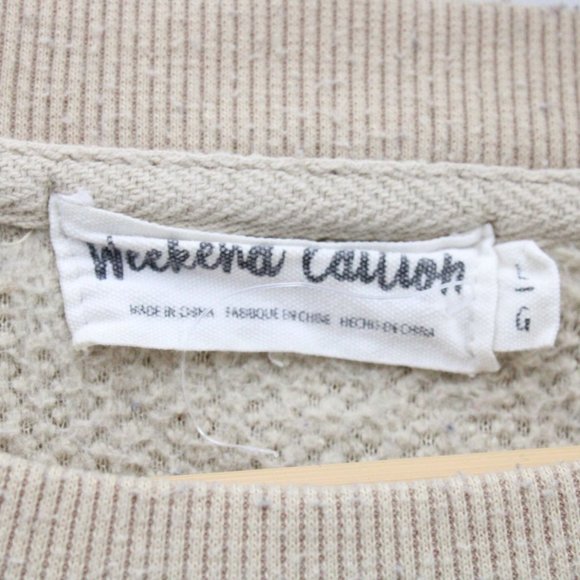 Weekend Caution
MADE IN CHINA FABRIQUE EN CHINE HECHO EN CHINA
L
G